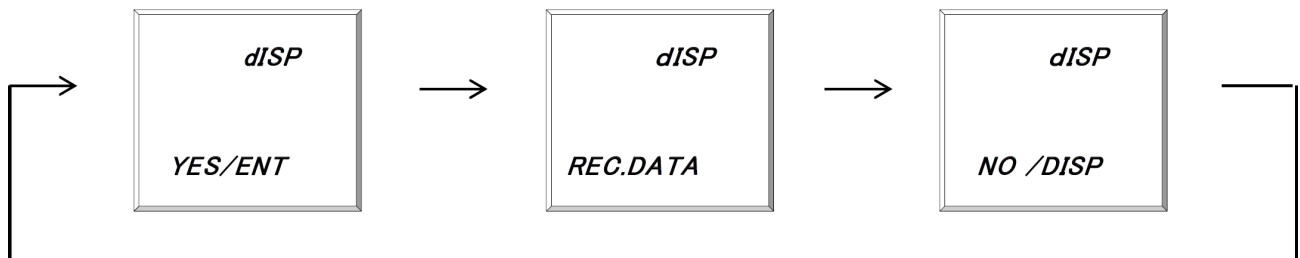 dISP
YES/ENT
dISP
REC.DATA
dISP
NO /DISP